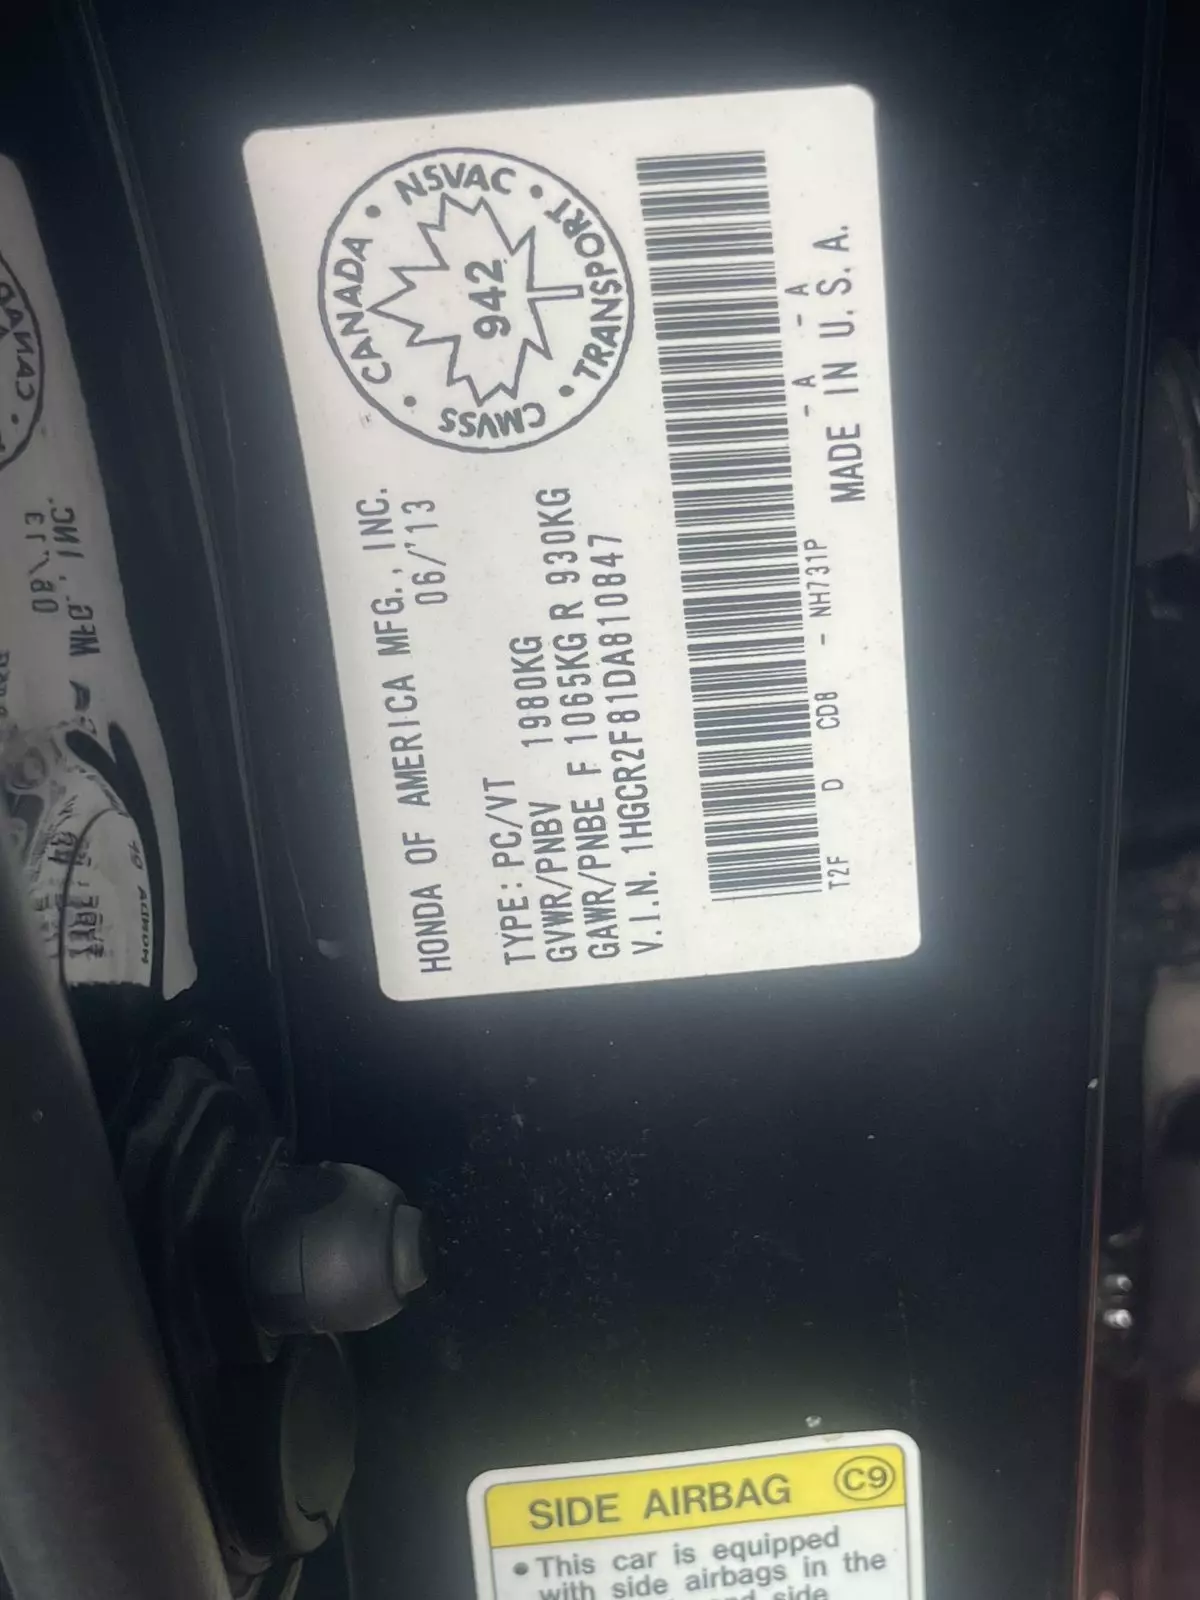 CANADA • NSVAC • TRANSPORT • CMVSS •
942
HONDA OF AMERICA MFG., INC.
06/'13
TYPE: PC/VT
GVWR/PNBV 1980KG
GAWR/PNBE F 1065KG R 930KG
V.I.N. 1HGCR2F81DA810847
T2F D CD8 - NH731P - A - A
MADE IN U.S.A.
SIDE AIRBAG C9
• This car is equipped
with side airbags in the
and side